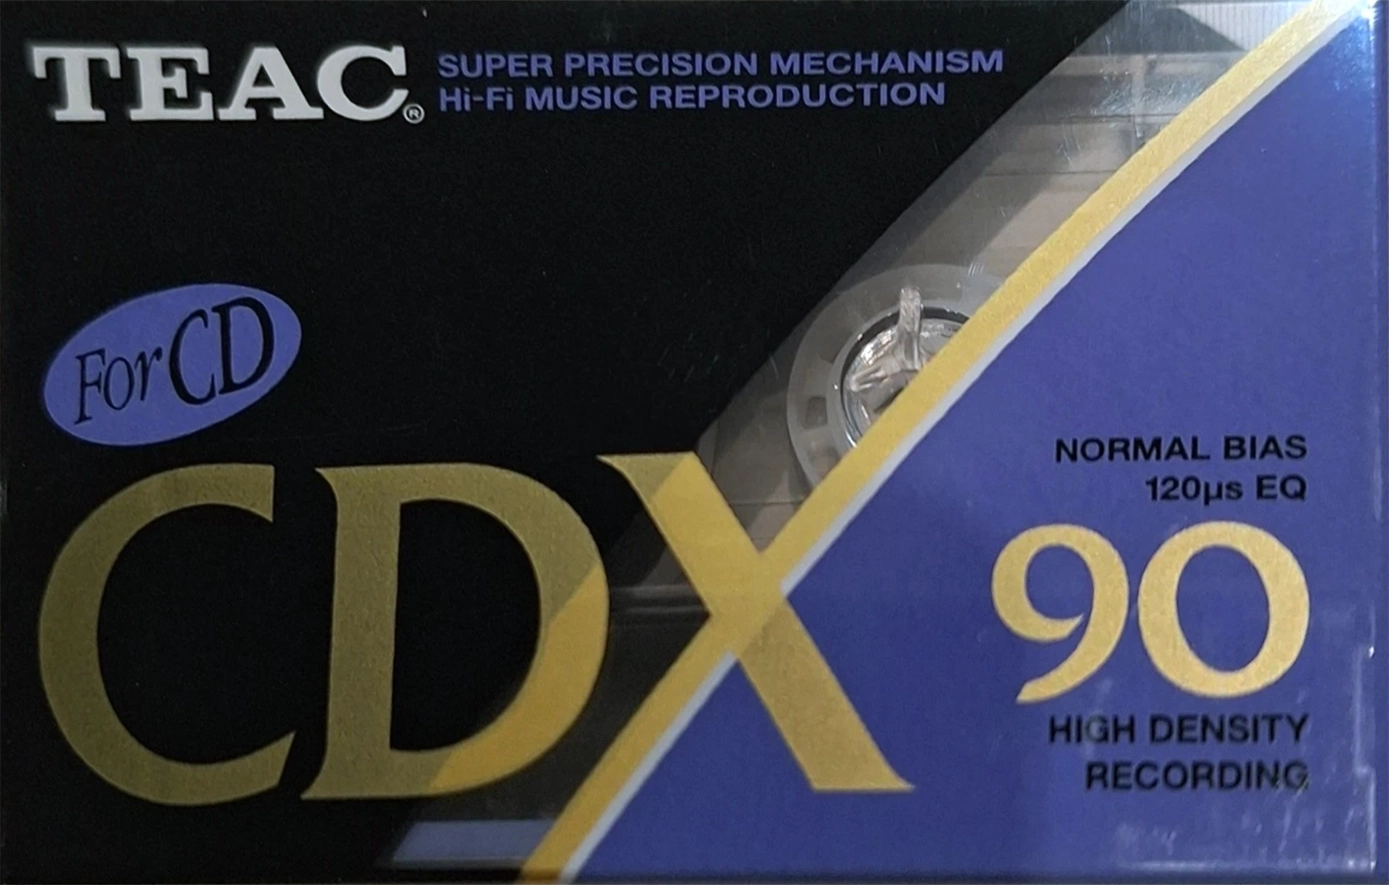 TEAC®
SUPER PRECISION MECHANISM
Hi-Fi MUSIC REPRODUCTION
For CD
CDX
NORMAL BIAS
120µs EQ
90
HIGH DENSITY
RECORDING